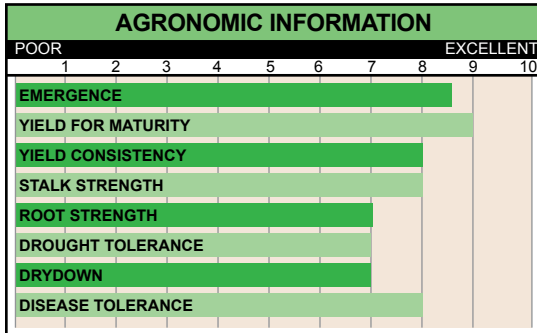 AGRONOMIC INFORMATION
POOR EXCELLENT
1 2 3 4 5 6 7 8 9 10
EMERGENCE
YIELD FOR MATURITY
YIELD CONSISTENCY
STALK STRENGTH
ROOT STRENGTH
DROUGHT TOLERANCE
DRYDOWN
DISEASE TOLERANCE